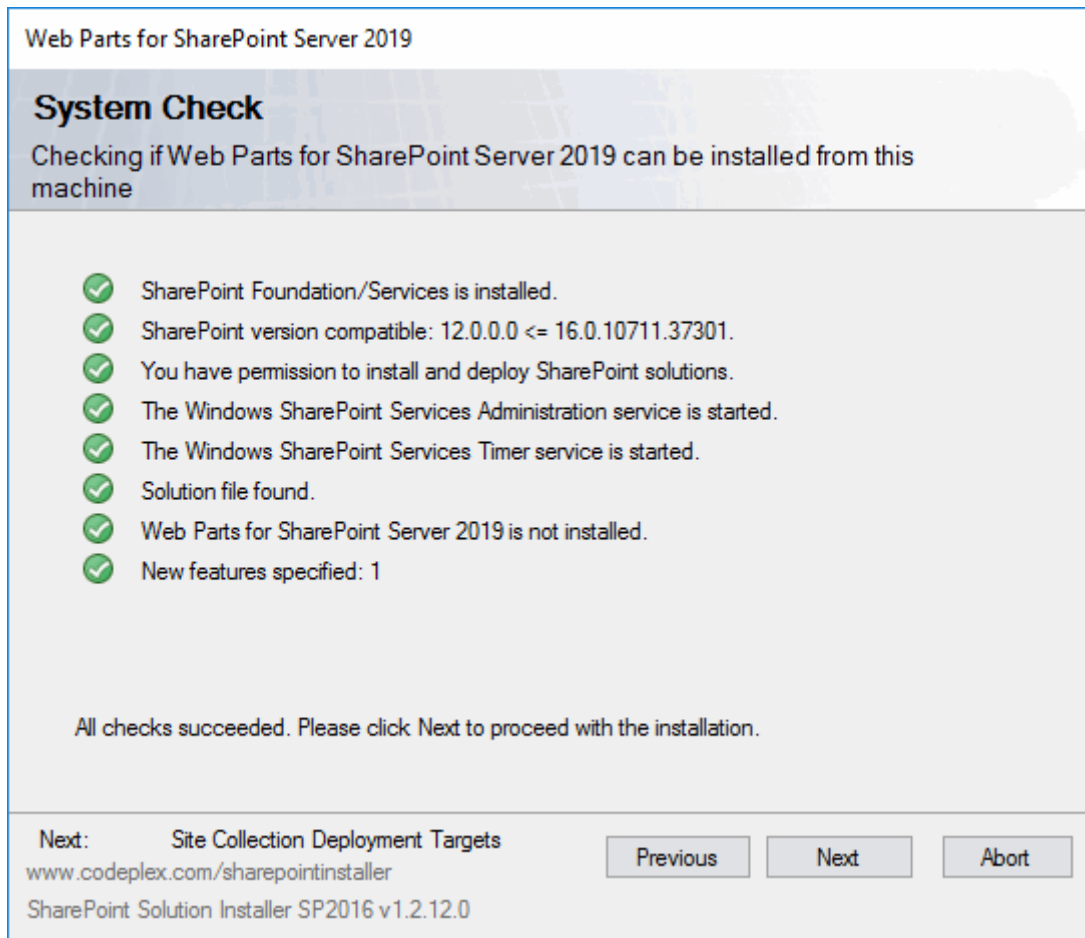 Web Parts for SharePoint Server 2019
System Check
Checking if Web Parts for SharePoint Server 2019 can be installed from this
machine
SharePoint Foundation/Services is installed.
SharePoint version compatible: 12.0.0.0 <= 16.0.10711.37301.
You have permission to install and deploy SharePoint solutions.
The Windows SharePoint Services Administration service is started.
The Windows SharePoint Services Timer service is started.
Solution file found.
Web Parts for SharePoint Server 2019 is not installed.
New features specified: 1
All checks succeeded. Please click Next to proceed with the installation.
Next: Site Collection Deployment Targets
www.codeplex.com/sharepointinstaller
SharePoint Solution Installer SP2016 v1.2.12.0
Previous Next Abort